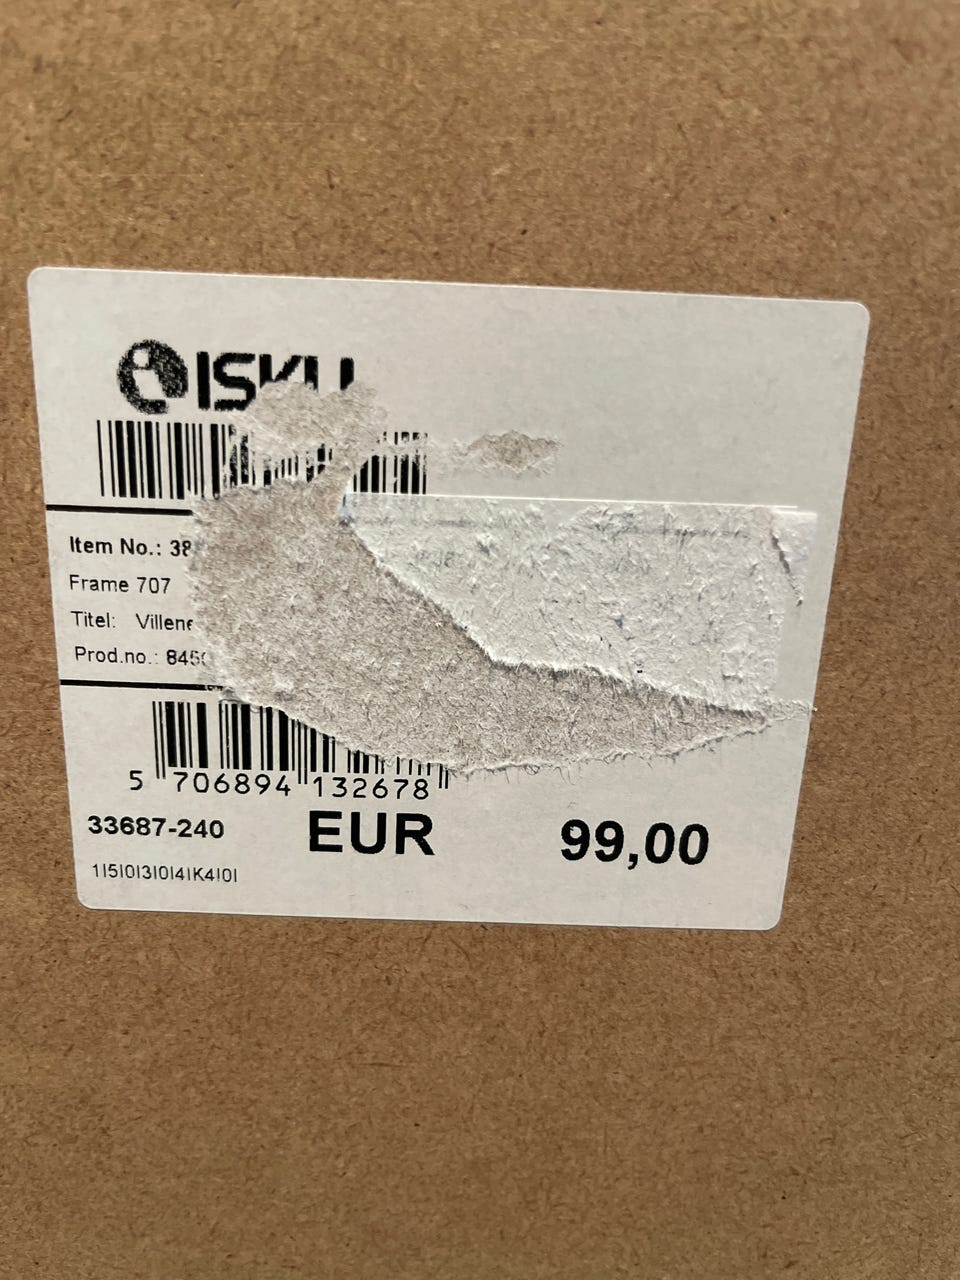 ISKU
Item No.: 38
Frame 707
Titel: Villene
Prod.no.: 845
5 706894 132678
33687-240 EUR 99,00
1|5|0|3|0|4|K4|0|